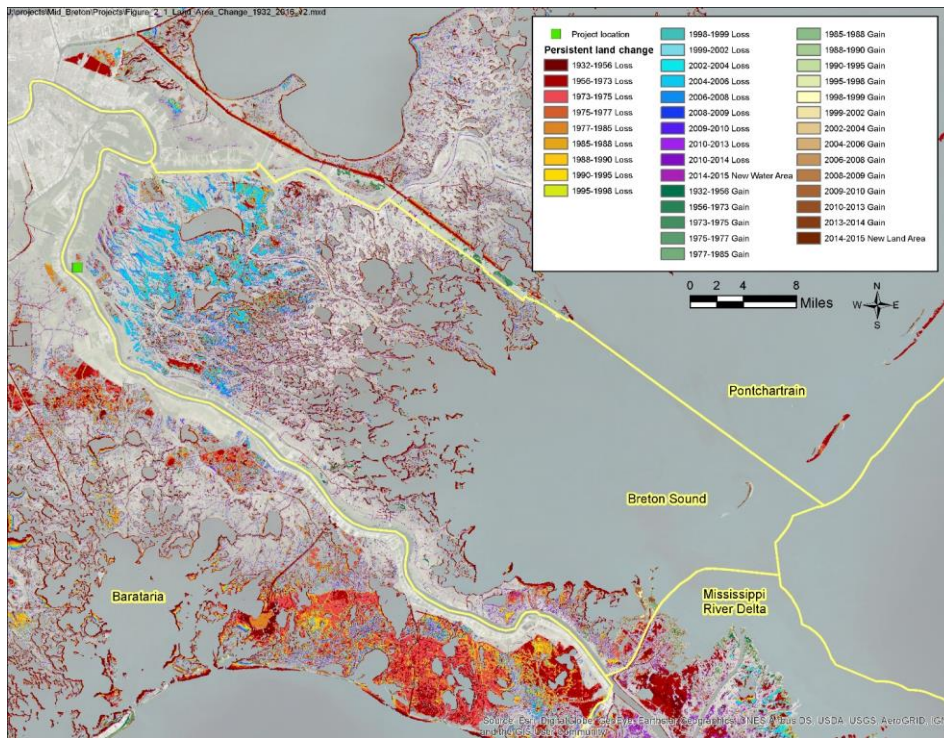 J:\projects\Mid_Breton\Projects\Figure_2_1_Land_Area_Change_1932_2016_v2.mxd
Project location
Persistent land change
1932-1956 Loss
1956-1973 Loss
1973-1975 Loss
1975-1977 Loss
1977-1985 Loss
1985-1988 Loss
1988-1990 Loss
1990-1995 Loss
1995-1998 Loss
1998-1999 Loss
1999-2002 Loss
2002-2004 Loss
2004-2006 Loss
2006-2008 Loss
2008-2009 Loss
2009-2010 Loss
2010-2013 Loss
2010-2014 Loss
2014-2015 New Water Area
1932-1956 Gain
1956-1973 Gain
1973-1975 Gain
1975-1977 Gain
1977-1985 Gain
1985-1988 Gain
1988-1990 Gain
1990-1995 Gain
1995-1998 Gain
1998-1999 Gain
1999-2002 Gain
2002-2004 Gain
2004-2006 Gain
2006-2008 Gain
2008-2009 Gain
2009-2010 Gain
2010-2013 Gain
2013-2014 Gain
2014-2015 New Land Area
0 2 4 8
Miles
N
W E
S
Pontchartrain
Breton Sound
Mississippi
River Delta
Barataria
Source: Esri, DigitalGlobe, GeoEye, Earthstar Geographics, CNES/Airbus DS, USDA, USGS, AeroGRID, IGN
and the GIS User Community